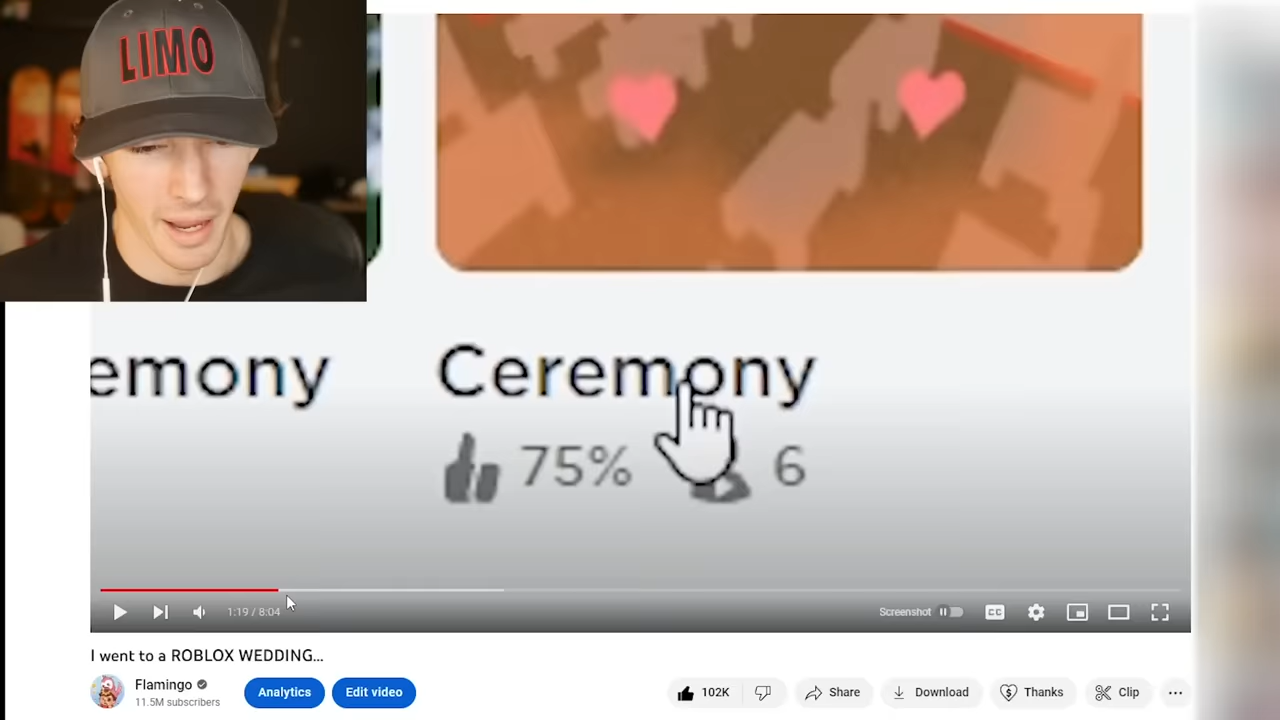 LIMO
emony
Ceremony
75% 6
1:19 / 8:04
Screenshot
CC
I went to a ROBLOX WEDDING...
Flamingo
11.5M subscribers
Analytics
Edit video
102K
Share
Download
Thanks
Clip